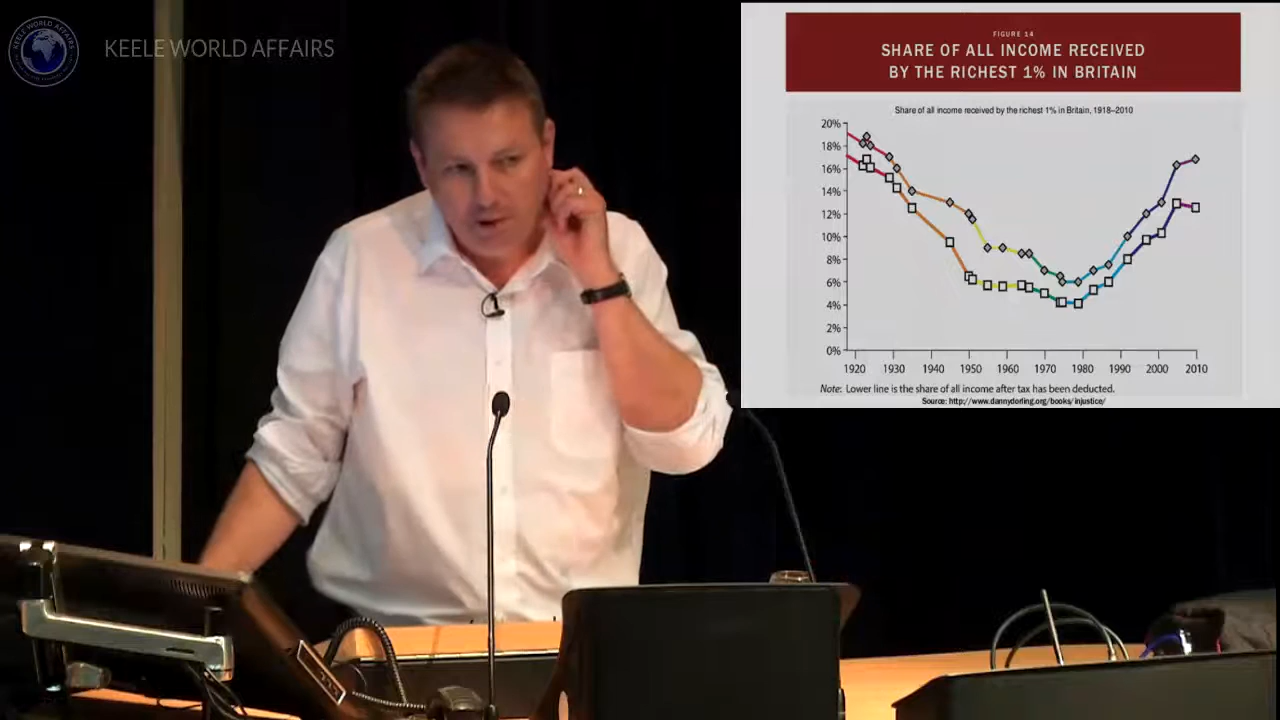 KEELE WORLD AFFAIRS
FIGURE 14
SHARE OF ALL INCOME RECEIVED
BY THE RICHEST 1% IN BRITAIN
Share of all income received by the richest 1% in Britain, 1918–2010
20%
18%
16%
14%
12%
10%
8%
6%
4%
2%
0%
1920 1930 1940 1950 1960 1970 1980 1990 2000 2010
Note: Lower line is the share of all income after tax has been deducted.
Source: http://www.dannydorling.org/books/injustice/